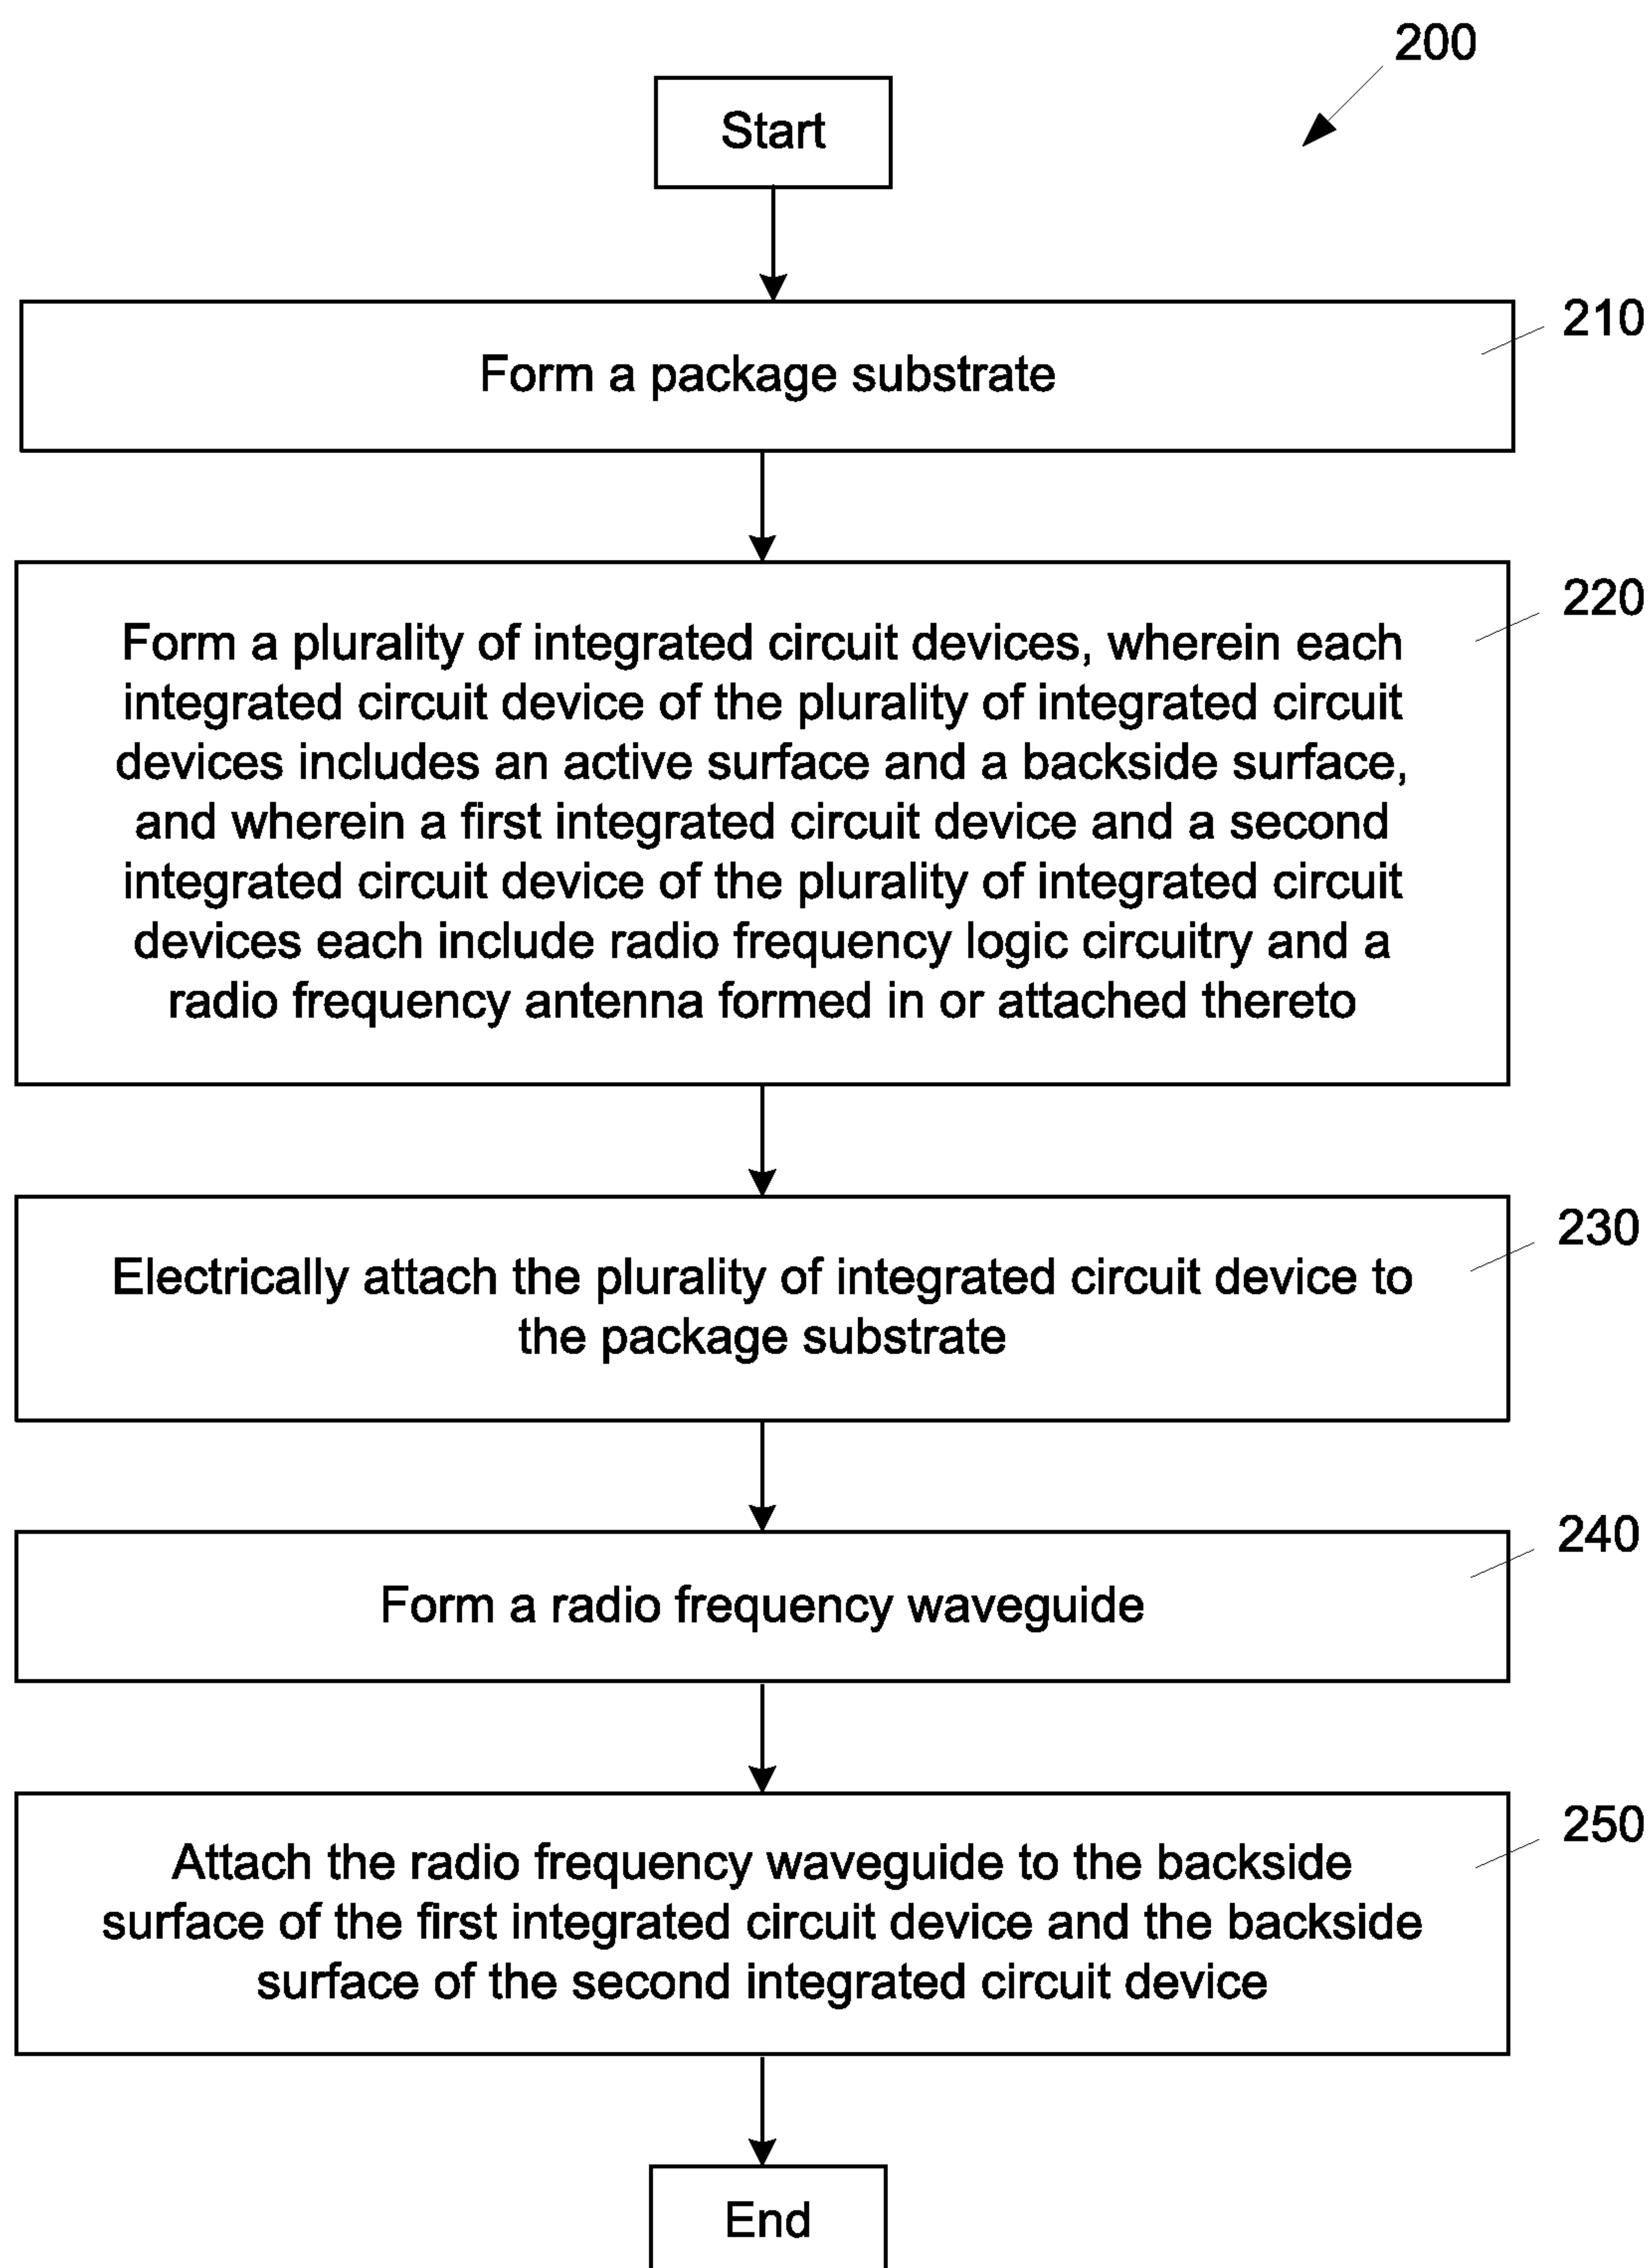 200
Start
210
Form a package substrate
220
Form a plurality of integrated circuit devices, wherein each
integrated circuit device of the plurality of integrated circuit
devices includes an active surface and a backside surface,
and wherein a first integrated circuit device and a second
integrated circuit device of the plurality of integrated circuit
devices each include radio frequency logic circuitry and a
radio frequency antenna formed in or attached thereto
230
Electrically attach the plurality of integrated circuit device to
the package substrate
240
Form a radio frequency waveguide
250
Attach the radio frequency waveguide to the backside
surface of the first integrated circuit device and the backside
surface of the second integrated circuit device
End